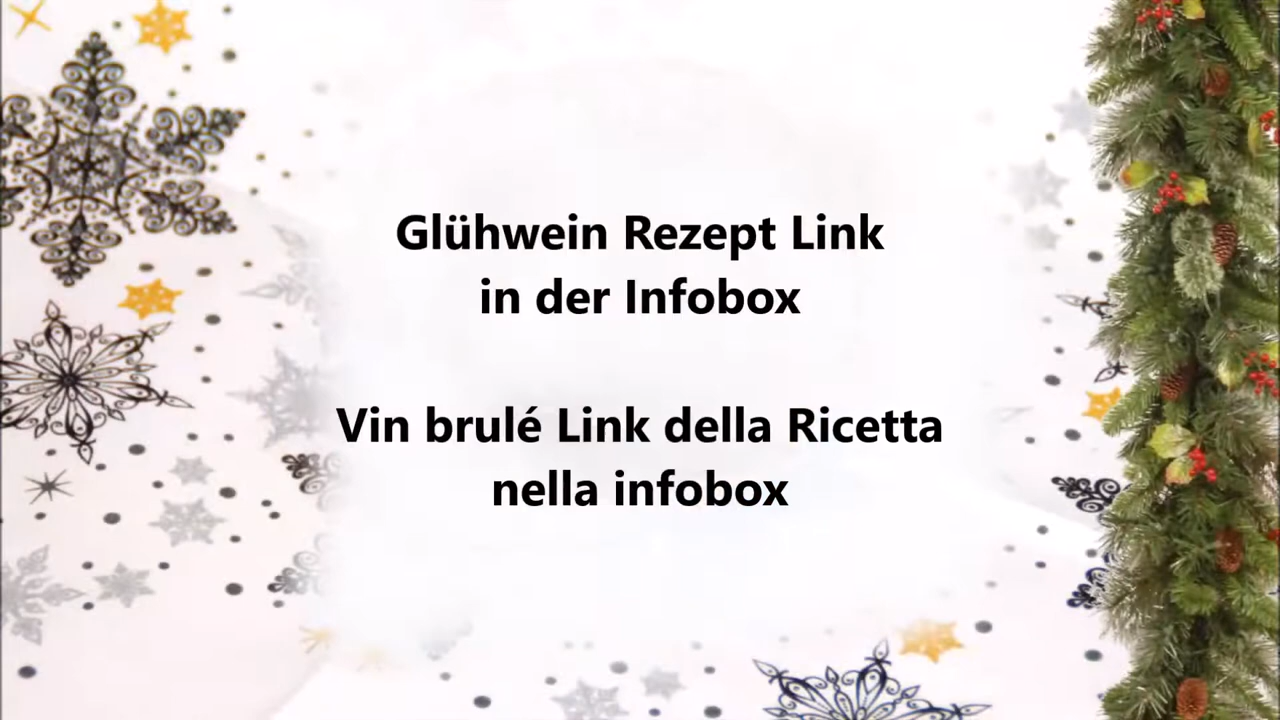 Glühwein Rezept Link
in der Infobox
Vin brulé Link della Ricetta
nella infobox